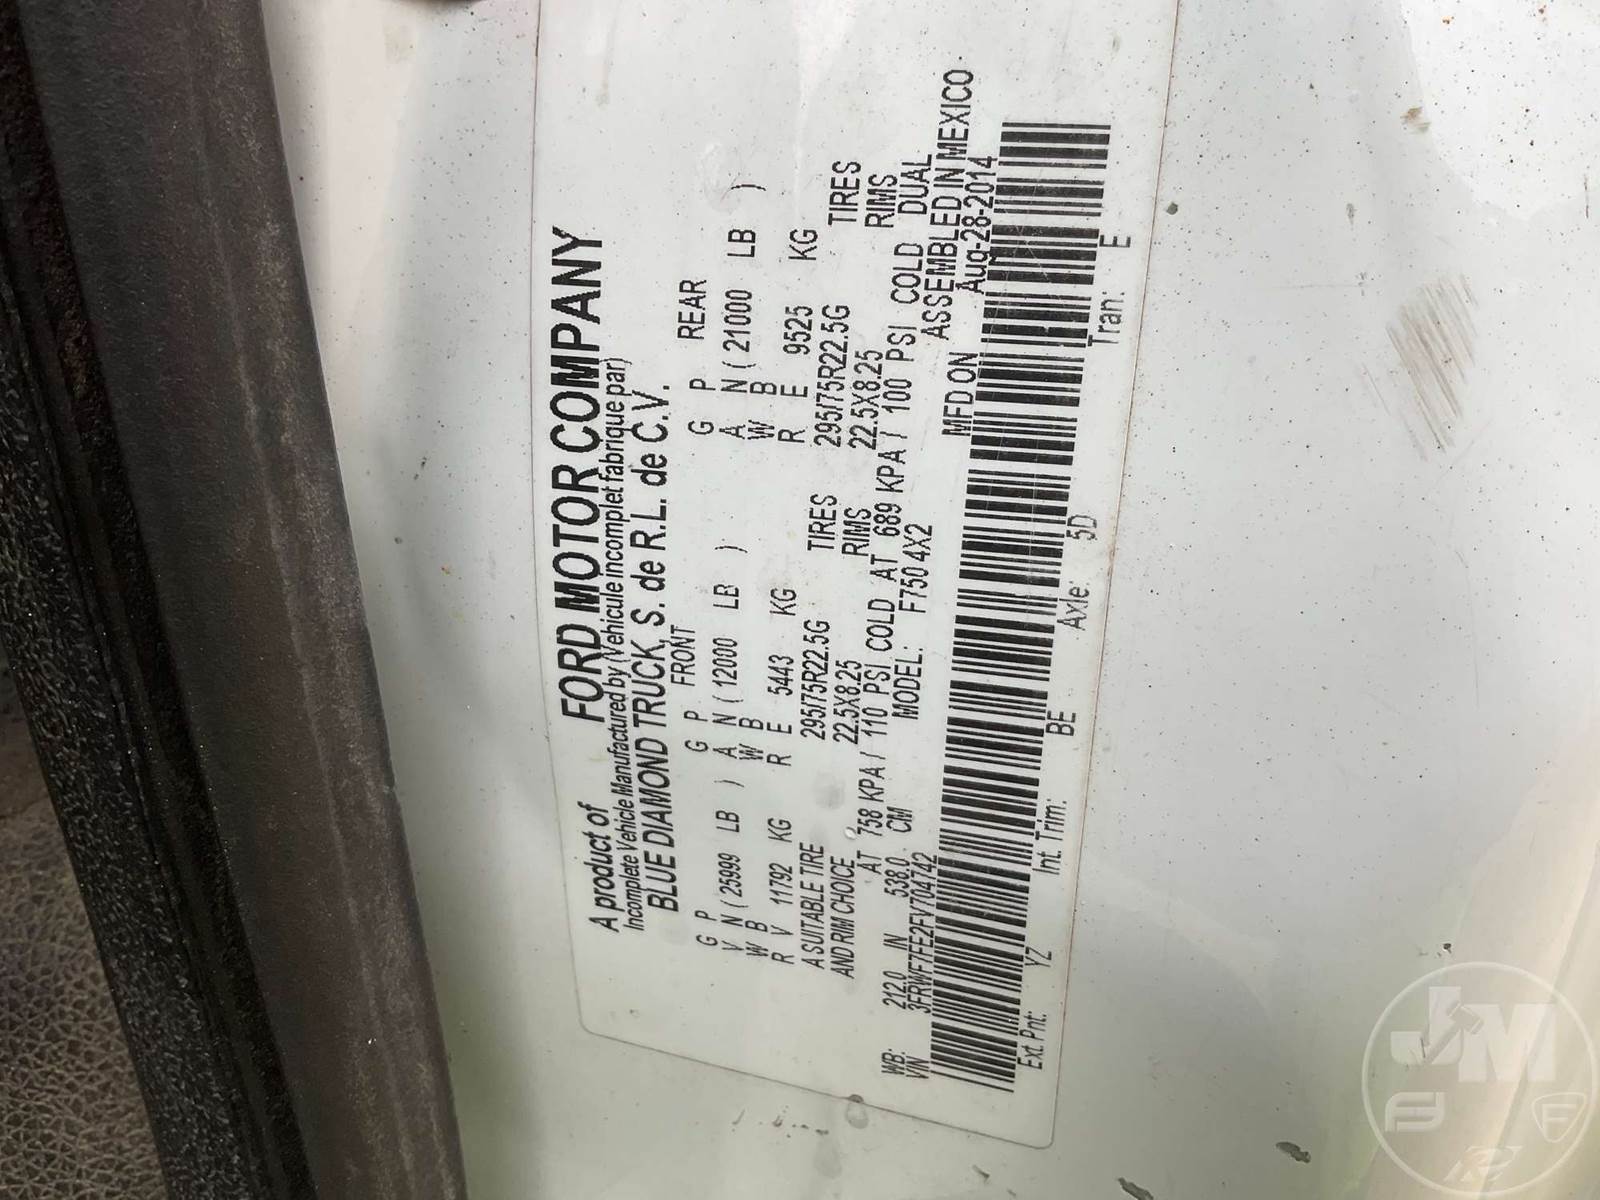 A product of FORD MOTOR COMPANY
Incomplete Vehicle Manufactured by (Vehicule incomplet fabrique par)
BLUE DIAMOND TRUCK, S. de R.L. de C.V.
FRONT REAR
G P G P G P
V N ( 25999 LB ) A N ( 12000 LB ) A N ( 21000 LB )
W B W B W B
R V 11792 KG R E 5443 KG R E 9525 KG
A SUITABLE TIRE 295/75R22.5G TIRES 295/75R22.5G TIRES
AND RIM CHOICE 22.5X8.25 RIMS 22.5X8.25 RIMS
AT 758 KPA / 110 PSI COLD AT 689 KPA / 100 PSI COLD DUAL
WB: 212.0 IN 538.0 CM MODEL: F750 4X2 ASSEMBLED IN MEXICO
VIN 3FRWF7FE2FV704742 MFD ON Aug-28-2014
Ext. Pnt: YZ Int. Trim: BE Axle: 5D Tran: E
JM